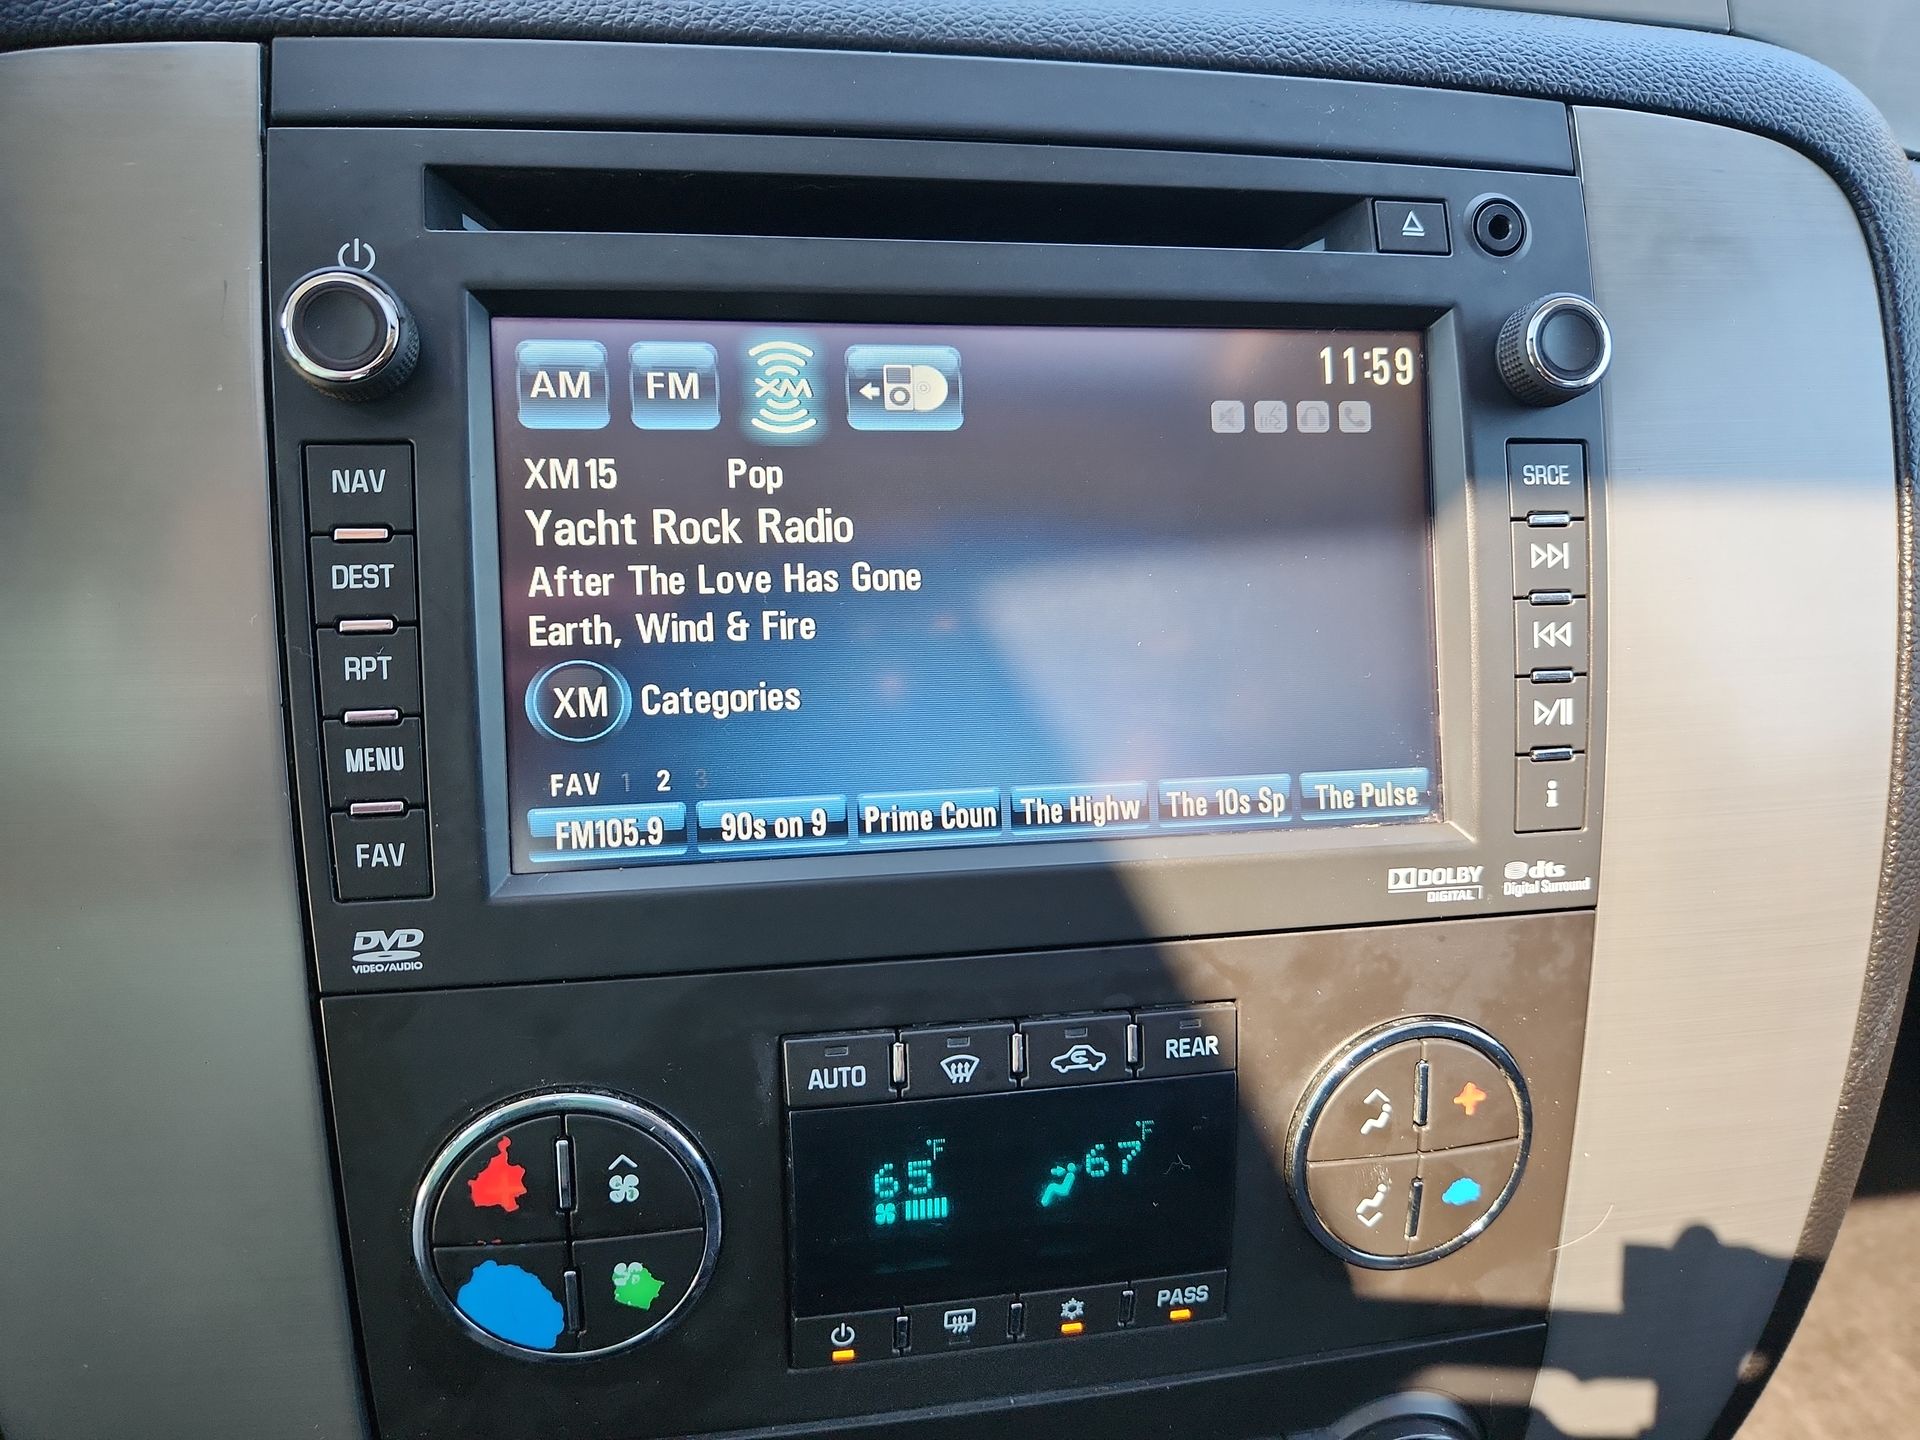 AM FM XM
11:59
XM15 Pop
Yacht Rock Radio
After The Love Has Gone
Earth, Wind & Fire
XM Categories
FAV 1 2 3
FM105.9 90s on 9 Prime Coun The Highw The 10s Sp The Pulse
NAV
DEST
RPT
MENU
FAV
SRCE
i
DVD
VIDEO/AUDIO
DOLBY
DIGITAL
dts
Digital Surround
AUTO REAR
65°F
67°F
PASS